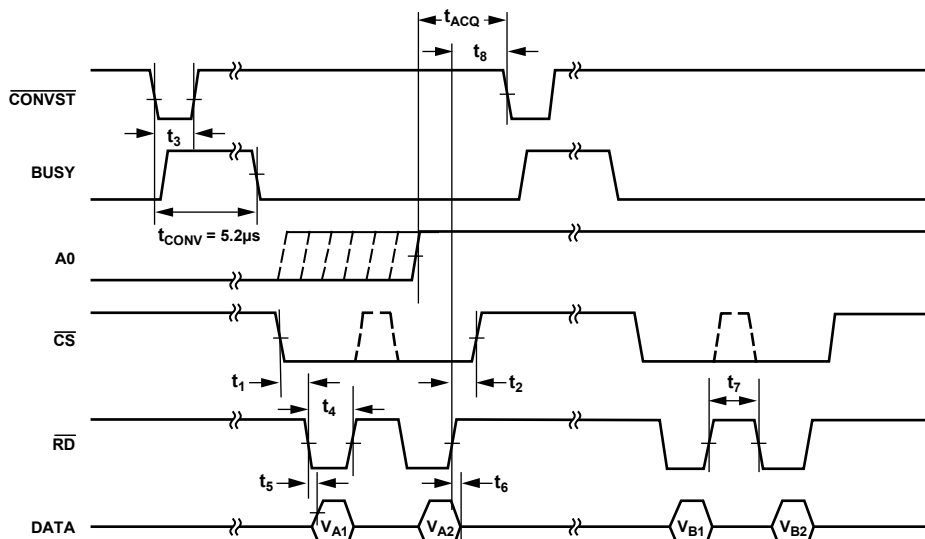 tACQ
t8
CONVST
t3
BUSY
tCONV = 5.2µs
A0
CS
t1
t2
t4
t7
RD
t5
t6
DATA
VA1
VA2
VB1
VB2